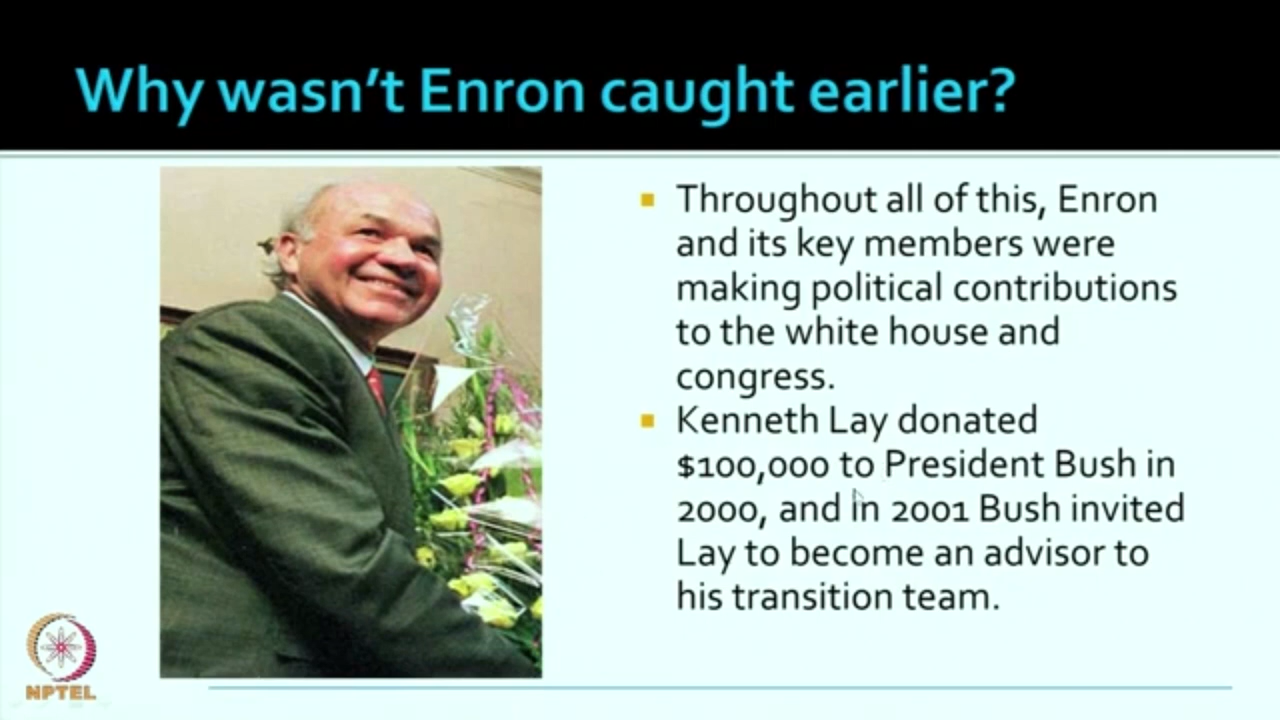 Why wasn't Enron caught earlier?
Throughout all of this, Enron
and its key members were
making political contributions
to the white house and
congress.
Kenneth Lay donated
$100,000 to President Bush in
2000, and in 2001 Bush invited
Lay to become an advisor to
his transition team.
NPTEL